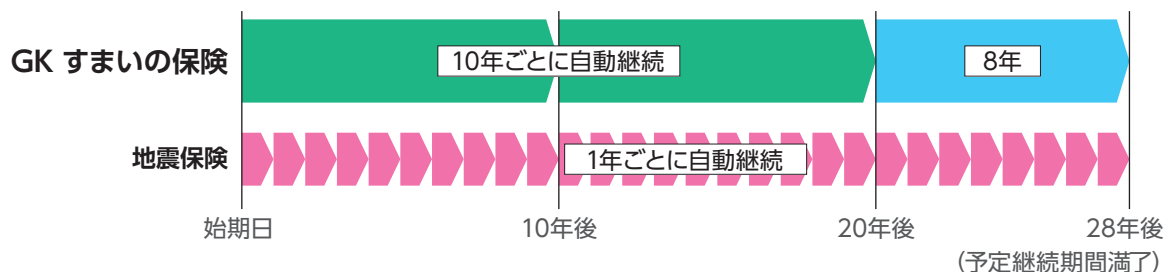 GK すまいの保険
10年ごとに自動継続
8年
地震保険
1年ごとに自動継続
始期日
10年後
20年後
28年後
(予定継続期間満了)